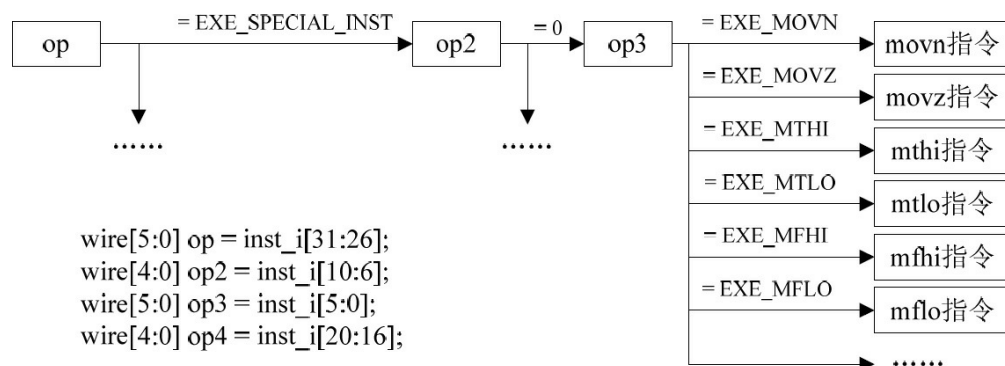 op
= EXE_SPECIAL_INST
op2
= 0
op3
= EXE_MOVN
movn指令
= EXE_MOVZ
movz指令
= EXE_MTHI
mthi指令
= EXE_MTLO
mtlo指令
= EXE_MFHI
mfhi指令
= EXE_MFLO
mflo指令
......
......
......
wire[5:0] op = inst_i[31:26];
wire[4:0] op2 = inst_i[10:6];
wire[5:0] op3 = inst_i[5:0];
wire[4:0] op4 = inst_i[20:16];